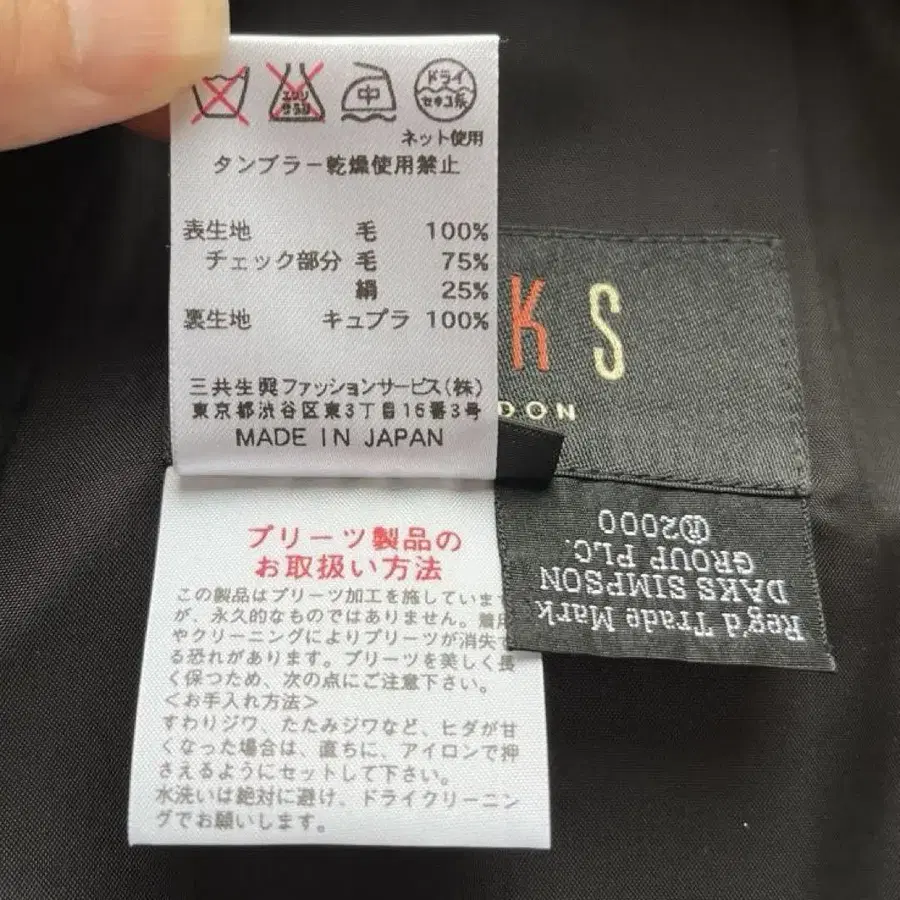 エンソ
サラシ
中
ドライ
セキユ系
ネット使用
タンブラー乾燥使用禁止
表生地 毛 100%
チェック部分 毛 75%
絹 25%
裏生地 キュプラ 100%
三共生興ファッションサービス(株)
東京都渋谷区東3丁目16番3号
MADE IN JAPAN
KS
DON
プリーツ製品の
お取扱い方法
この製品はプリーツ加工を施していま
が、永久的なものではありません。着用
やクリーニングによりプリーツが消失す
る恐れがあります。プリーツを美しく長
く保つため、次の点にご注意下さい。
<お手入れ方法>
すわりジワ、たたみジワなど、ヒダが甘
くなった場合は、直ちに、アイロンで押
さえるようにセットして下さい。
水洗いは絶対に避け、ドライクリーニン
グでお願いします。
Reg'd Trade Mark
DAKS SIMPSON
GROUP PLC.
®2000